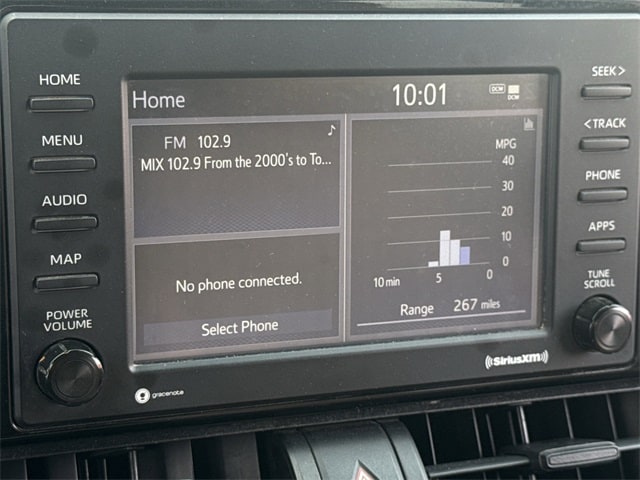 HOME
MENU
AUDIO
MAP
POWER
VOLUME
Home
10:01
DCM
DCM
FM 102.9
MIX 102.9 From the 2000's to To...
No phone connected.
Select Phone
MPG
40
30
20
10
0
10 min 5 0
Range 267 miles
gracenote
((SiriusXM))
SEEK >
< TRACK
PHONE
APPS
TUNE
SCROLL